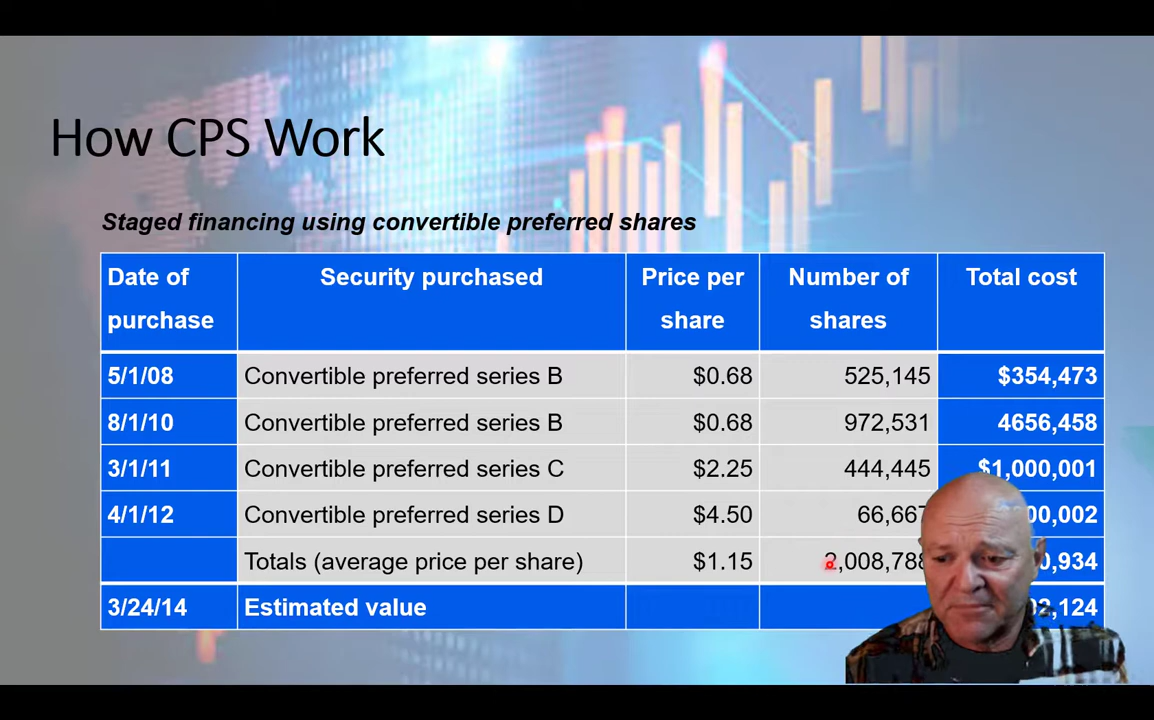 How CPS Work
Staged financing using convertible preferred shares
Date of purchase Security purchased Price per share Number of shares Total cost
5/1/08 Convertible preferred series B $0.68 525,145 $354,473
8/1/10 Convertible preferred series B $0.68 972,531 4656,458
3/1/11 Convertible preferred series C $2.25 444,445 $1,000,001
4/1/12 Convertible preferred series D $4.50 66,667
Totals (average price per share) $1.15 2,008,788
3/24/14 Estimated value